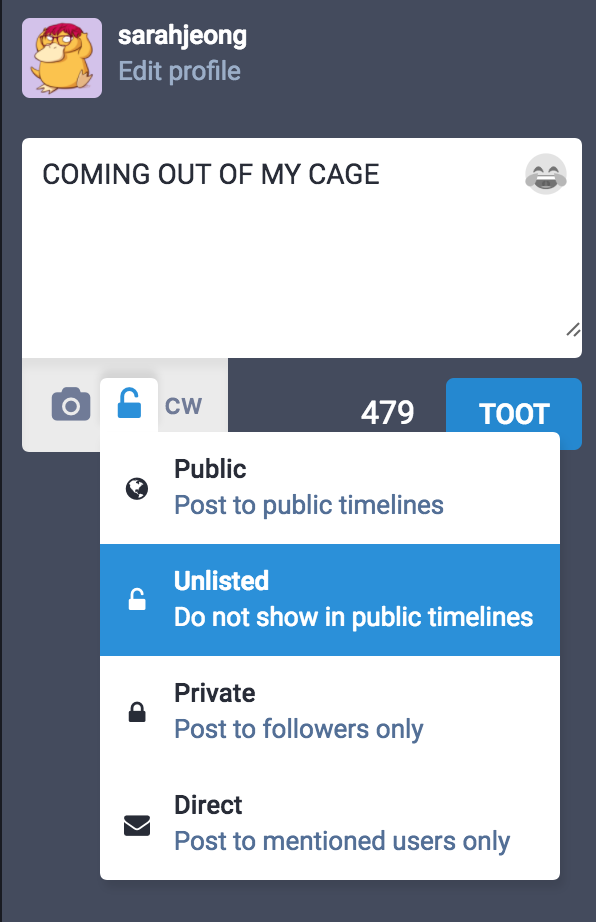 sarahjeong
Edit profile
COMING OUT OF MY CAGE
CW
479
TOOT
Public
Post to public timelines
Unlisted
Do not show in public timelines
Private
Post to followers only
Direct
Post to mentioned users only